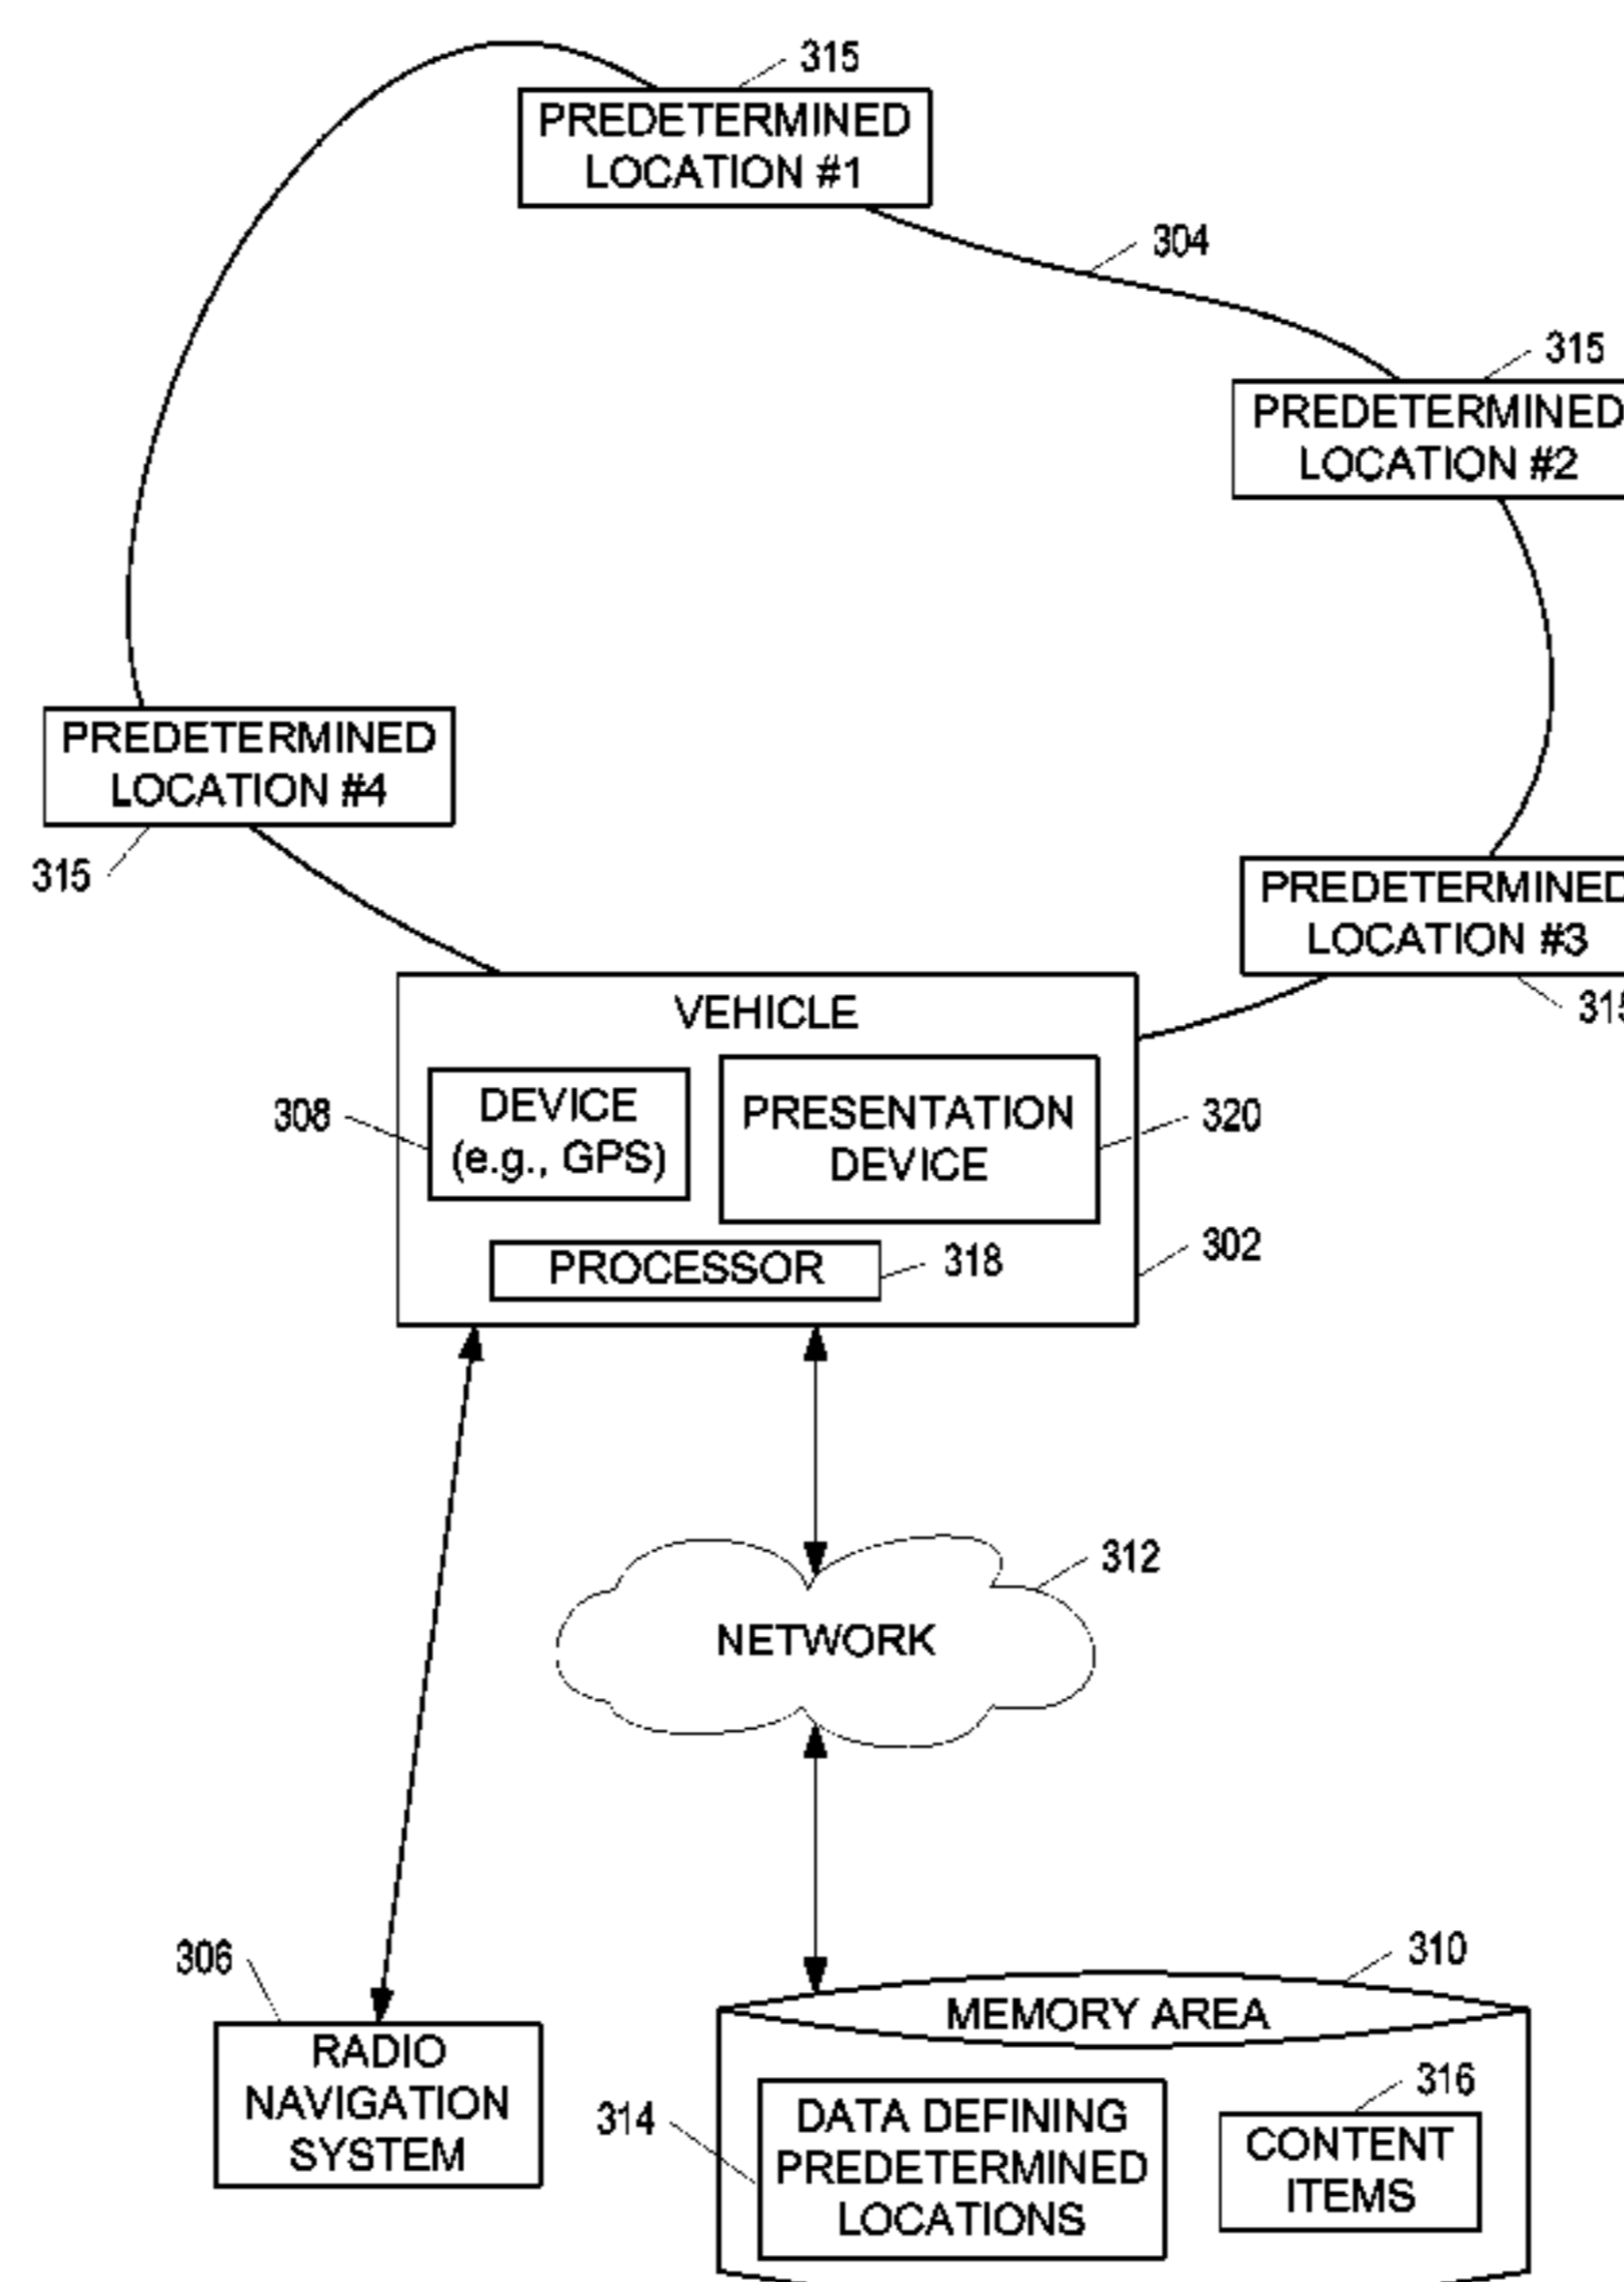 315
PREDETERMINED
LOCATION #1
304
315
PREDETERMINED
LOCATION #2
PREDETERMINED
LOCATION #4
315
PREDETERMINED
LOCATION #3
VEHICLE
308
DEVICE
(e.g., GPS)
PRESENTATION
DEVICE
320
PROCESSOR
318
302
312
NETWORK
306
RADIO
NAVIGATION
SYSTEM
310
MEMORY AREA
314
DATA DEFINING
PREDETERMINED
LOCATIONS
316
CONTENT
ITEMS